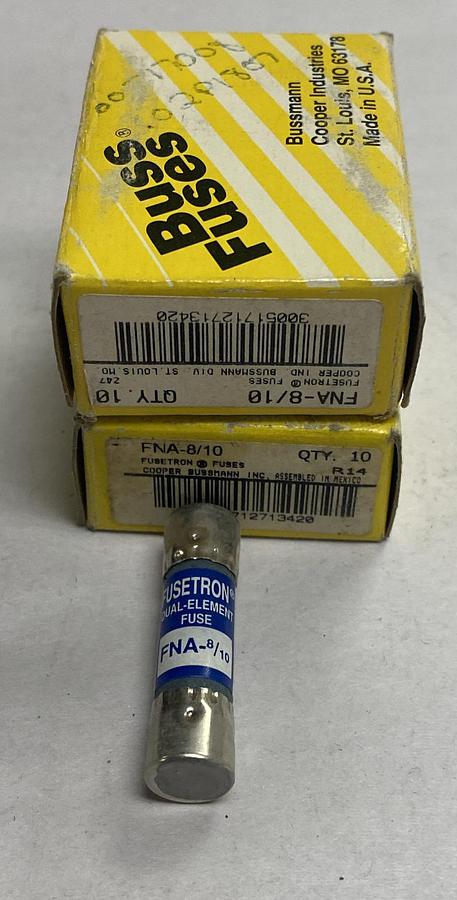 Buss®
Fuses
Bussmann
Cooper Industries
St. Louis, MO 63178
Made in U.S.A.
FNA-8/10 QTY. 10
FUSETRON FUSES Z47
COOPER IND. BUSSMANN DIV. ST. LOUIS, MO.
30051712713420
FNA-8/10 QTY. 10
FUSETRON FUSES R14
COOPER BUSSMANN INC. ASSEMBLED IN MEXICO
712713420
FUSETRON®
DUAL-ELEMENT
FUSE
FNA-8/10